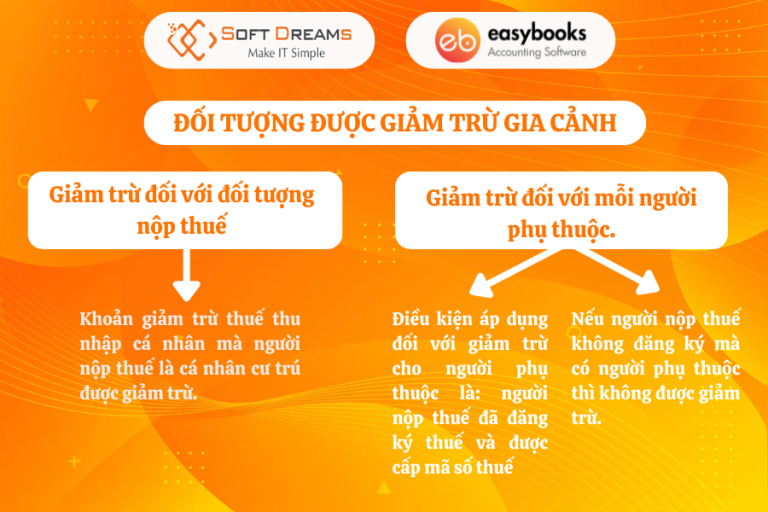 SOFT DREAMS
Make IT Simple
eb
easybooks
Accounting Software
ĐỐI TƯỢNG ĐƯỢC GIẢM TRỪ GIA CẢNH
Giảm trừ đối với đối tượng
nộp thuế
Khoản giảm trừ thuế thu
nhập cá nhân mà người
nộp thuế là cá nhân cư trú
được giảm trừ.
Giảm trừ đối với mỗi người
phụ thuộc.
Điều kiện áp dụng
đối với giảm trừ
cho người phụ
thuộc là: người
nộp thuế đã đăng
ký thuế và được
cấp mã số thuế
Nếu người nộp thuế
không đăng ký mà
có người phụ thuộc
thì không được giảm
trừ.